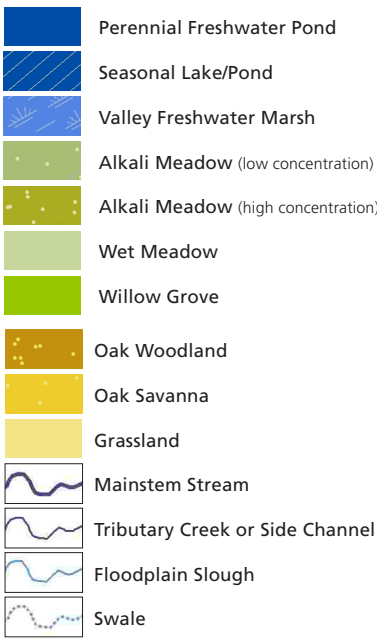 Perennial Freshwater Pond
Seasonal Lake/Pond
Valley Freshwater Marsh
Alkali Meadow (low concentration)
Alkali Meadow (high concentration)
Wet Meadow
Willow Grove
Oak Woodland
Oak Savanna
Grassland
Mainstem Stream
Tributary Creek or Side Channel
Floodplain Slough
Swale